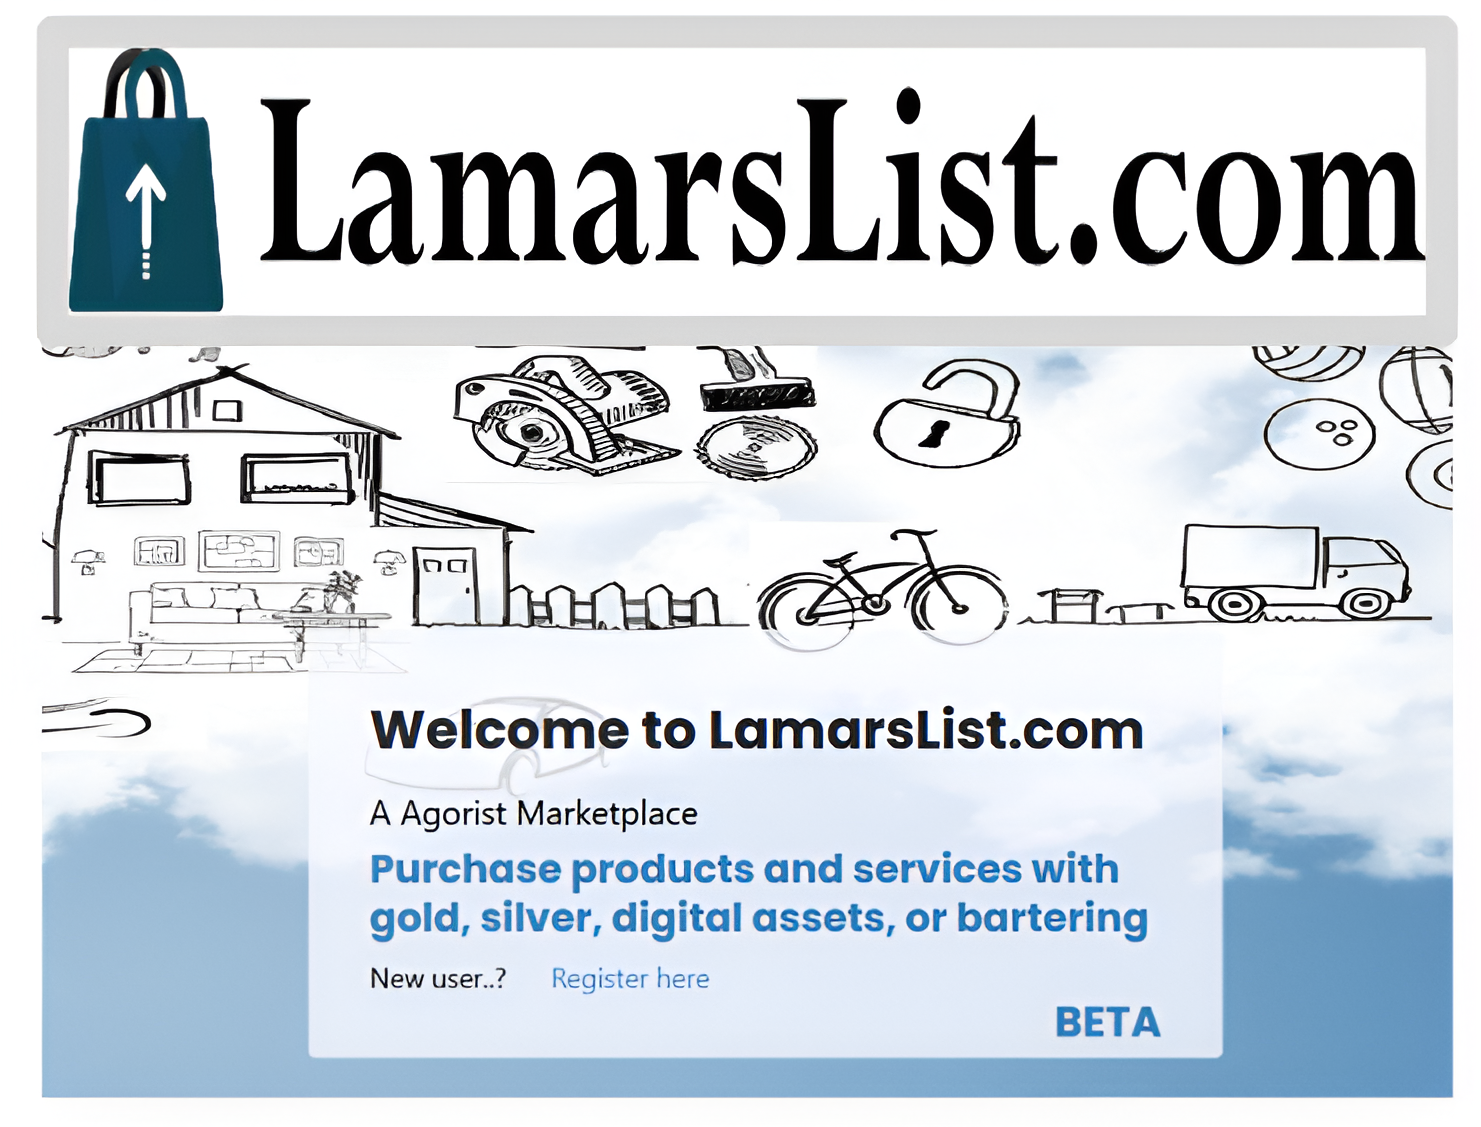 LamarsList.com
Welcome to LamarsList.com
A Agorist Marketplace
Purchase products and services with
gold, silver, digital assets, or bartering
New user..? Register here
BETA